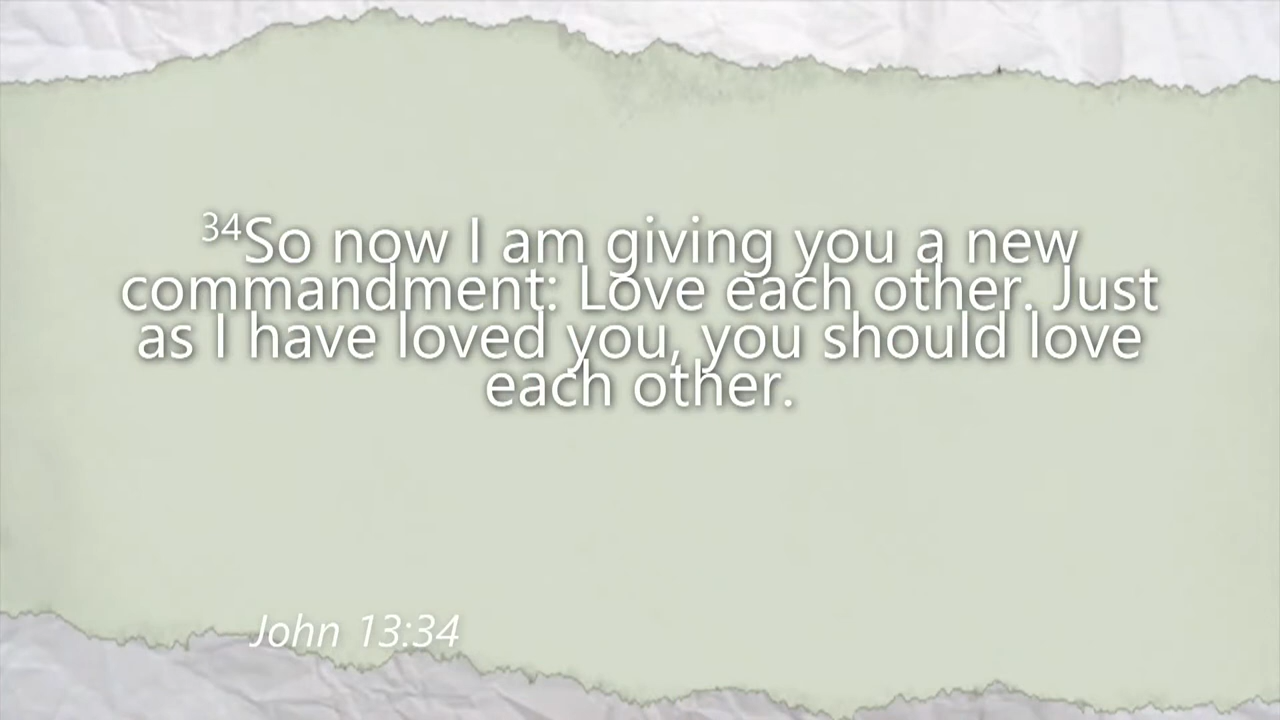 34So now I am giving you a new
commandment: Love each other. Just
as I have loved you, you should love
each other.
John 13:34